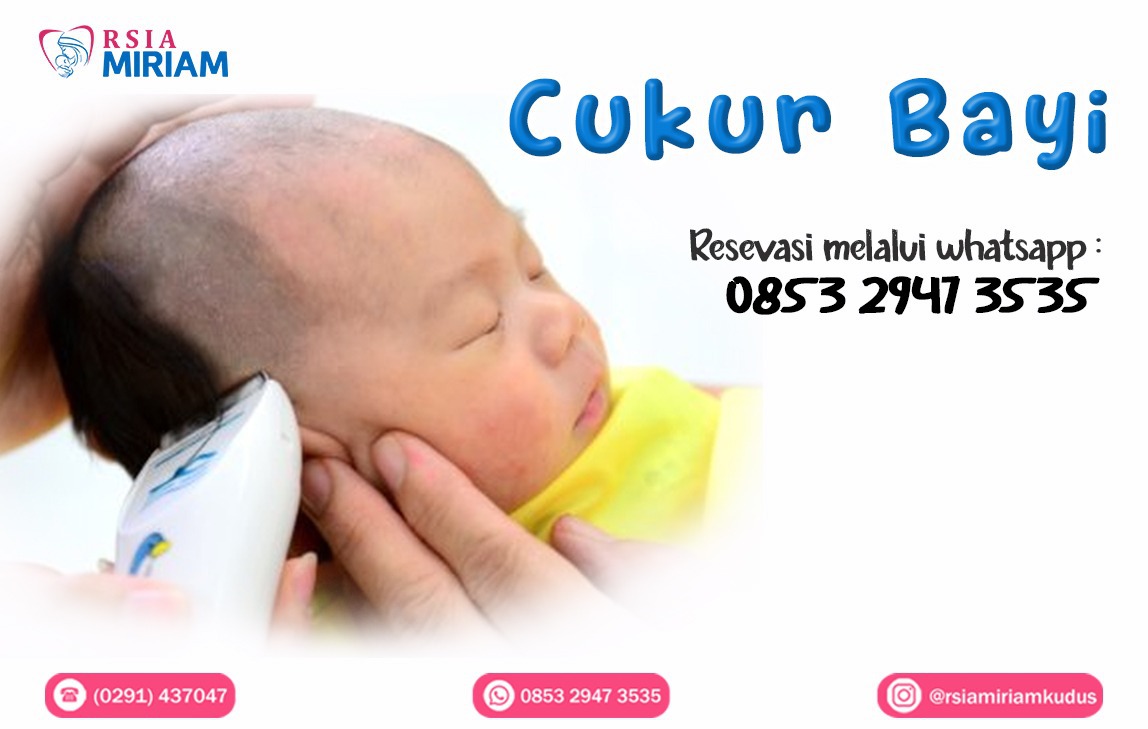 RSIA
MIRIAM
Cukur Bayi
Resevasi melalui whatsapp :
0853 2947 3535
(0291) 437047
0853 2947 3535
@rsiamiriamkudus